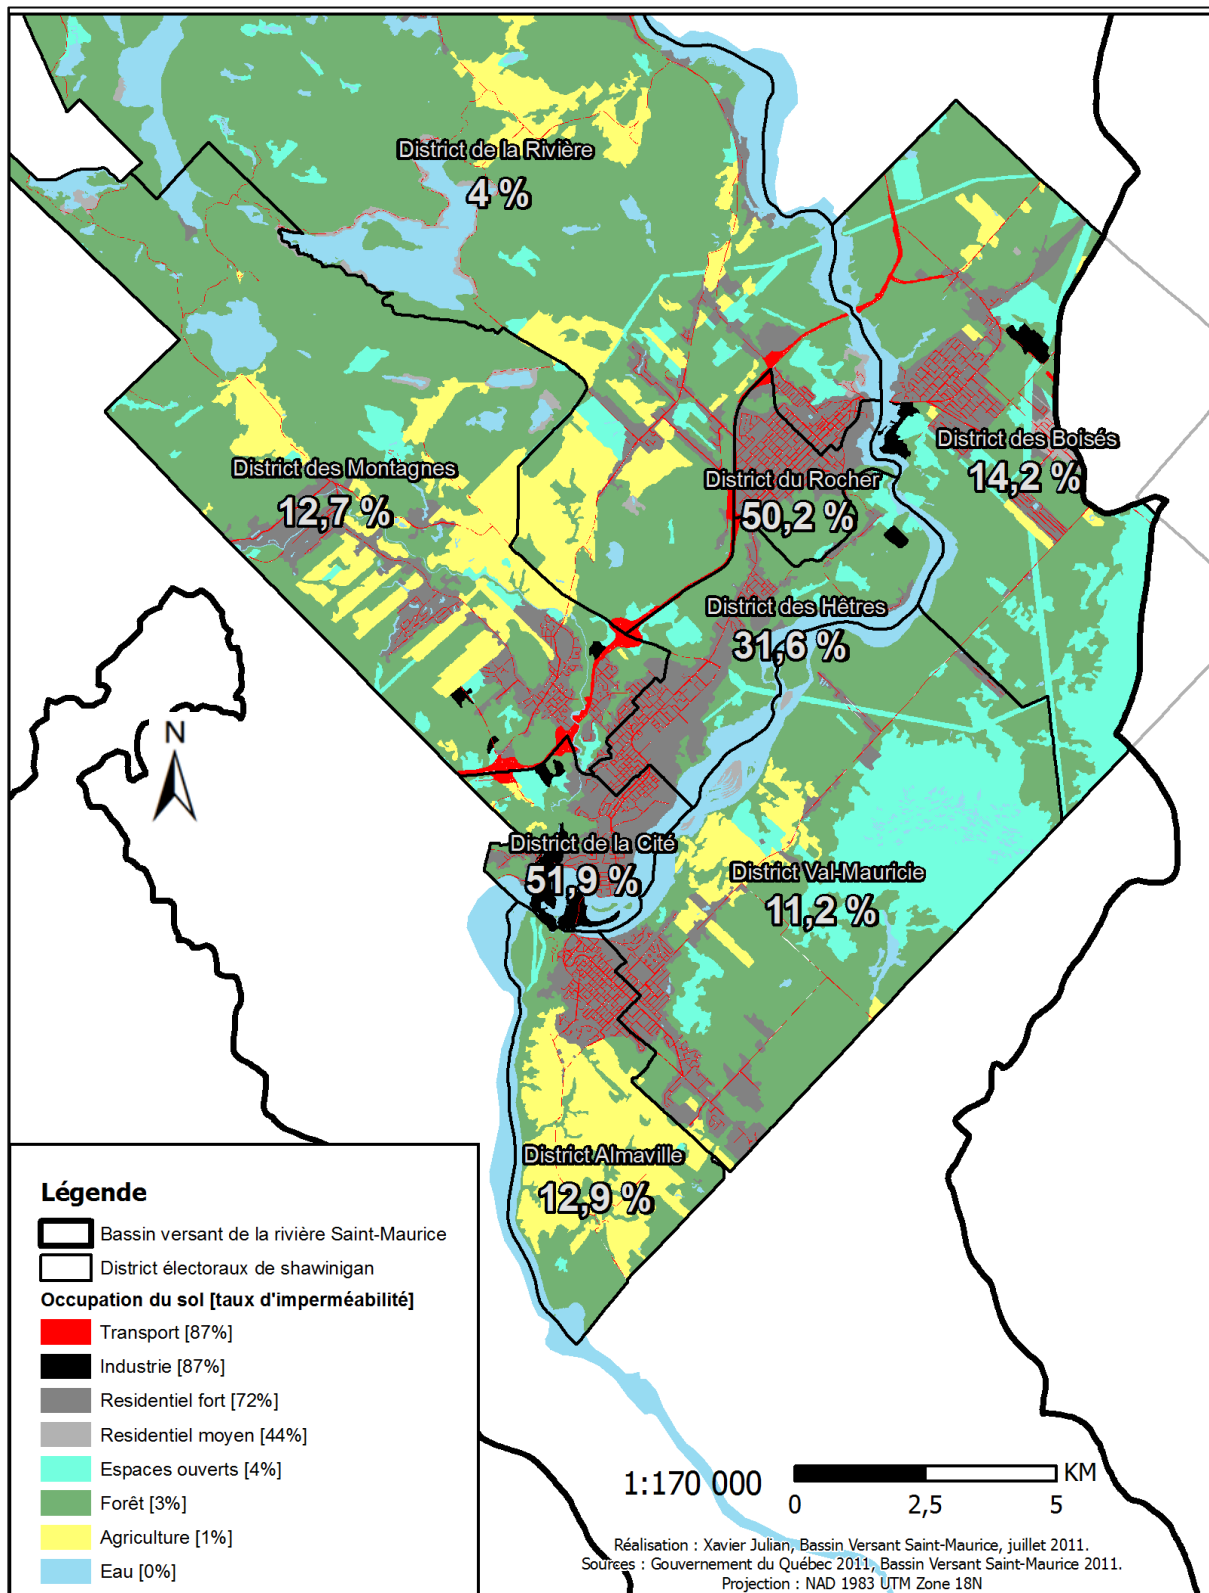 District de la Rivière
4 %
District des Boisés
14,2 %
District des Montagnes
12,7 %
District du Rocher
50,2 %
District des Hêtres
31,6 %
N
District de la Cité
51,9 %
District Val-Mauricie
11,2 %
District Almaville
12,9 %
Légende
Bassin versant de la rivière Saint-Maurice
District électoraux de shawinigan
Occupation du sol [taux d'imperméabilité]
Transport [87%]
Industrie [87%]
Residentiel fort [72%]
Residentiel moyen [44%]
Espaces ouverts [4%]
Forêt [3%]
Agriculture [1%]
Eau [0%]
1:170 000
KM
0 2,5 5
Réalisation : Xavier Julian, Bassin Versant Saint-Maurice, juillet 2011.
Sources : Gouvernement du Québec 2011, Bassin Versant Saint-Maurice 2011.
Projection : NAD 1983 UTM Zone 18N